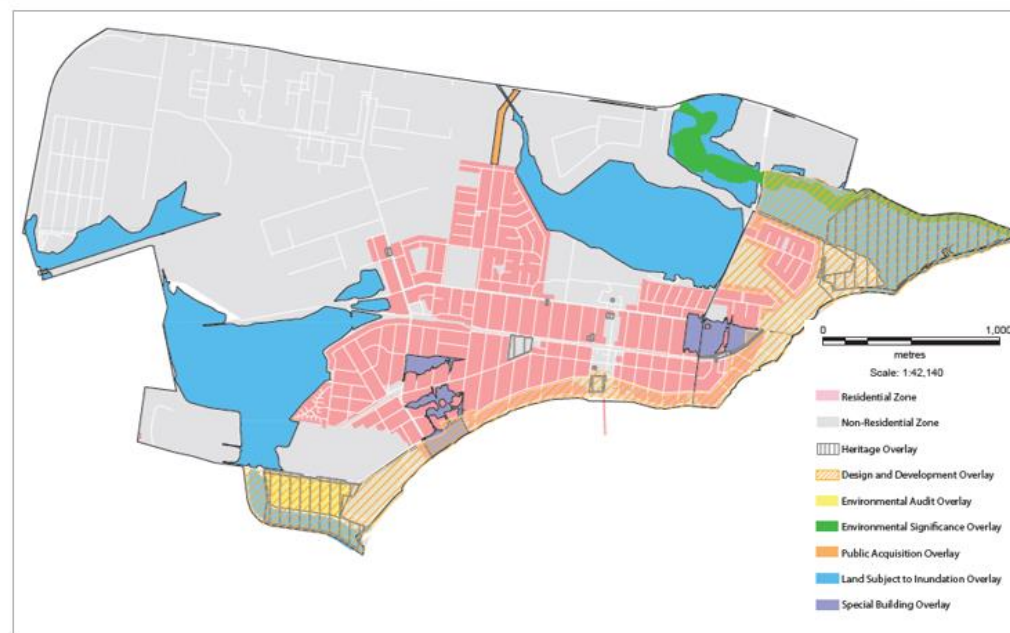 0 1,000
metres
Scale: 1:42,140
Residential Zone
Non-Residential Zone
Heritage Overlay
Design and Development Overlay
Environmental Audit Overlay
Environmental Significance Overlay
Public Acquisition Overlay
Land Subject to Inundation Overlay
Special Building Overlay